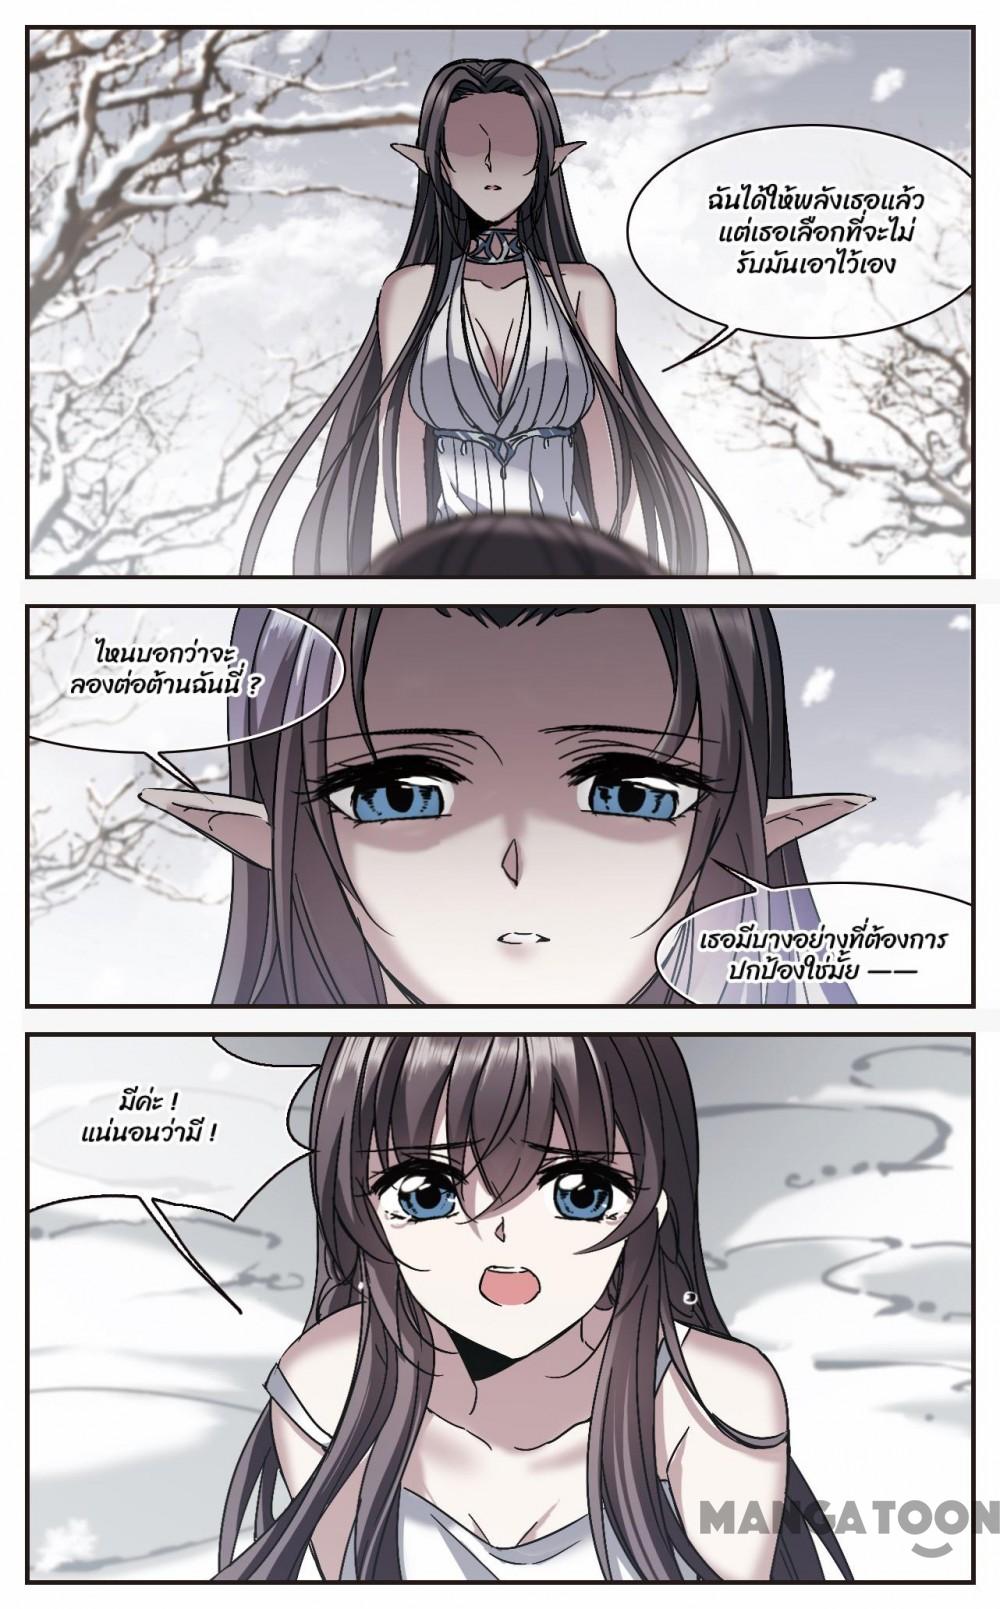 ฉันได้ให้พลังเธอแล้ว
แต่เธอเลือกที่จะไม่
รับมันเอาไว้เอง
ไหนบอกว่าจะ
ลองต่อต้านฉันนี่ ?
เธอมีบางอย่างที่ต้องการ
ปกป้องใช่มั้ย ——
มีค่ะ !
แน่นอนว่ามี !
MANGATOON